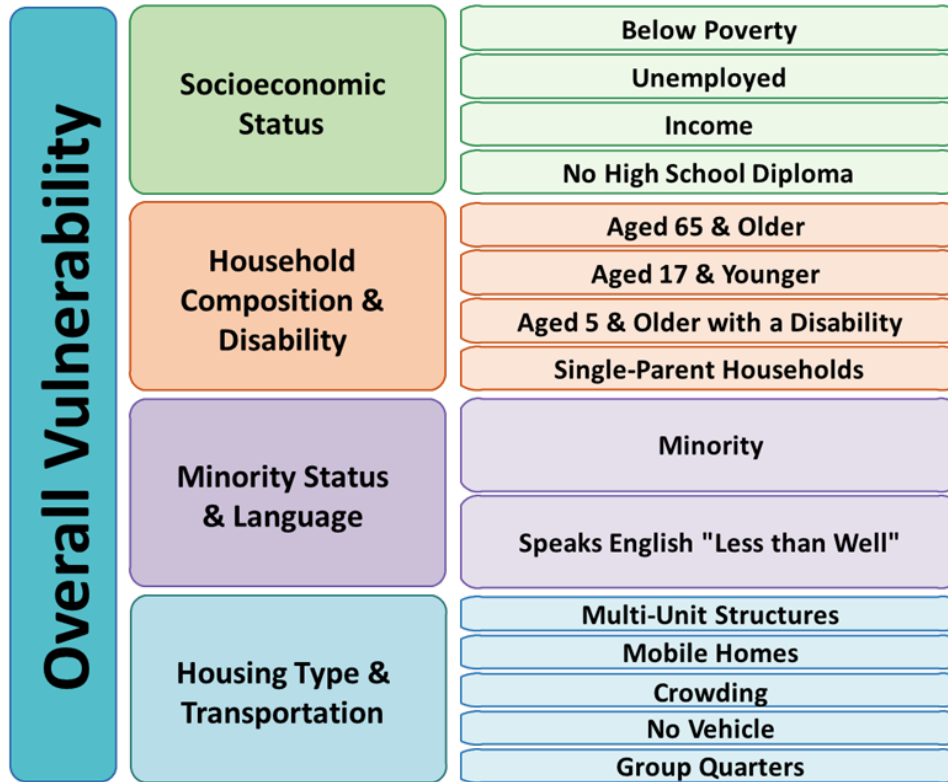 Overall Vulnerability
Socioeconomic
Status
Below Poverty
Unemployed
Income
No High School Diploma
Household
Composition &
Disability
Aged 65 & Older
Aged 17 & Younger
Aged 5 & Older with a Disability
Single-Parent Households
Minority Status
& Language
Minority
Speaks English "Less than Well"
Housing Type &
Transportation
Multi-Unit Structures
Mobile Homes
Crowding
No Vehicle
Group Quarters